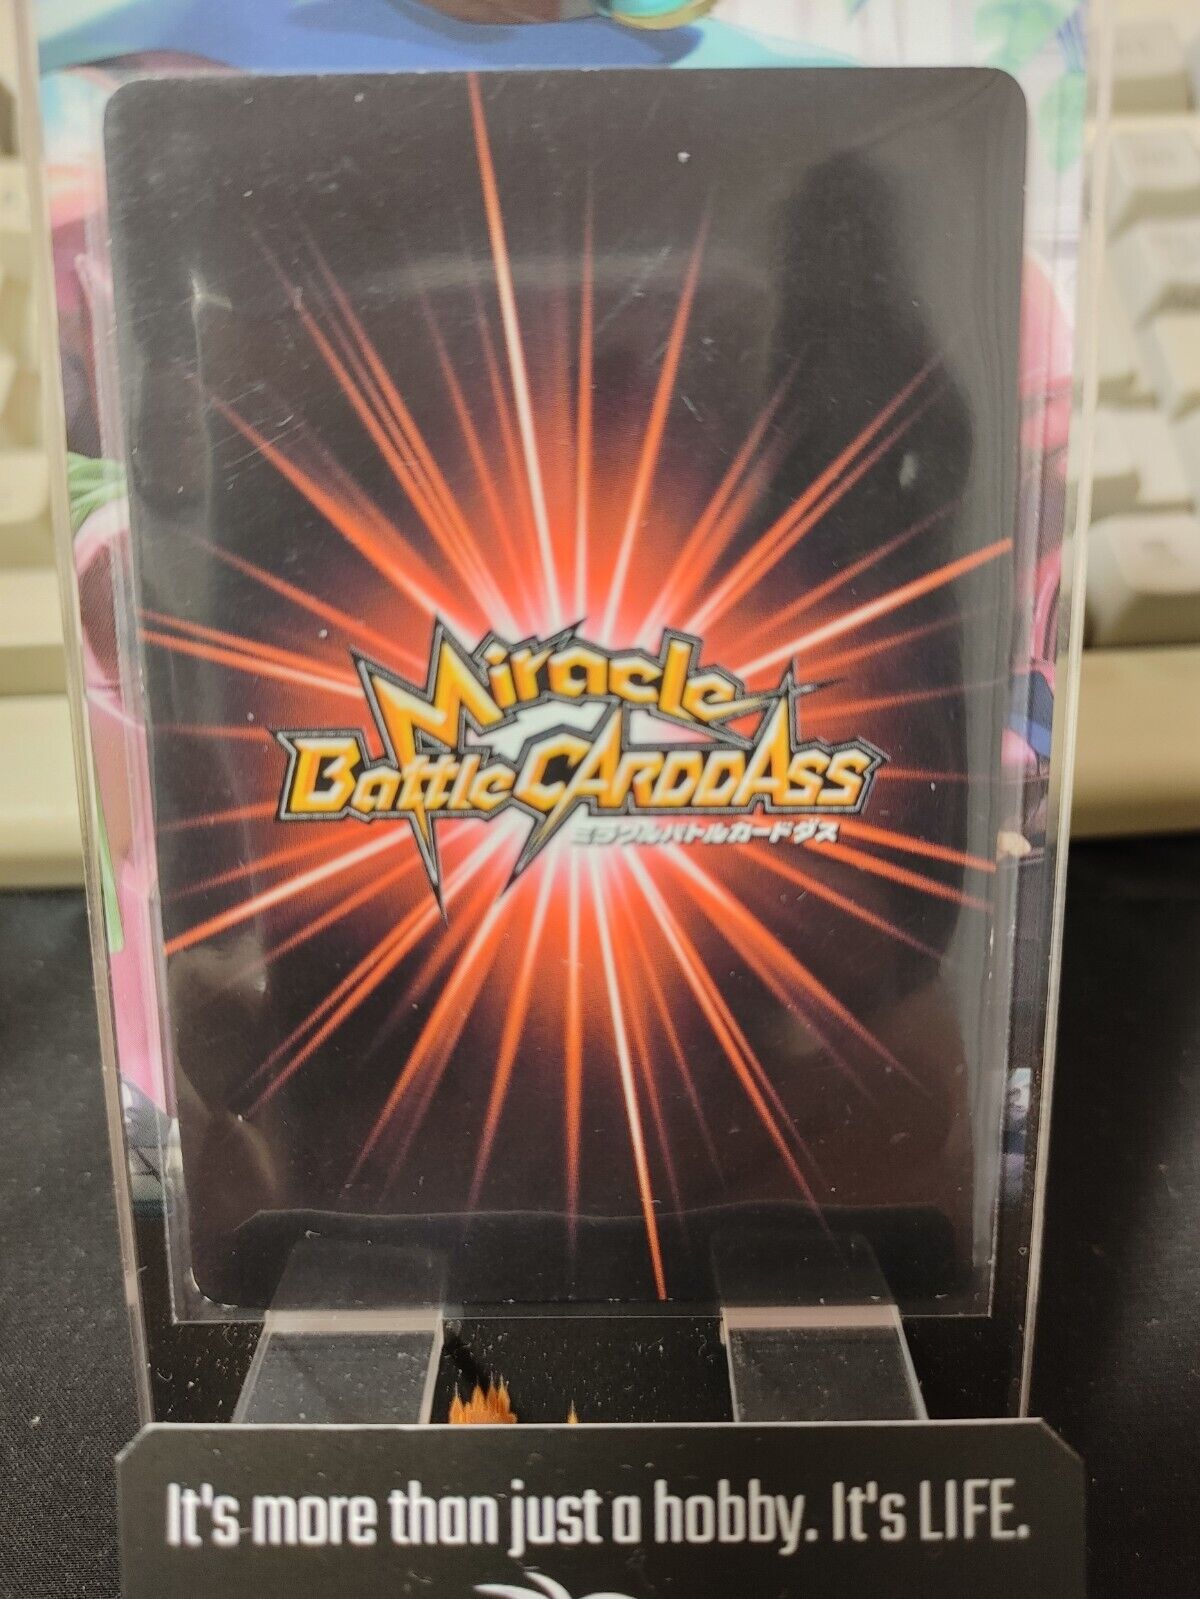 Miracle
Battle CARDDASS
ミラクルバトルカードダス
It's more than just a hobby. It's LIFE.